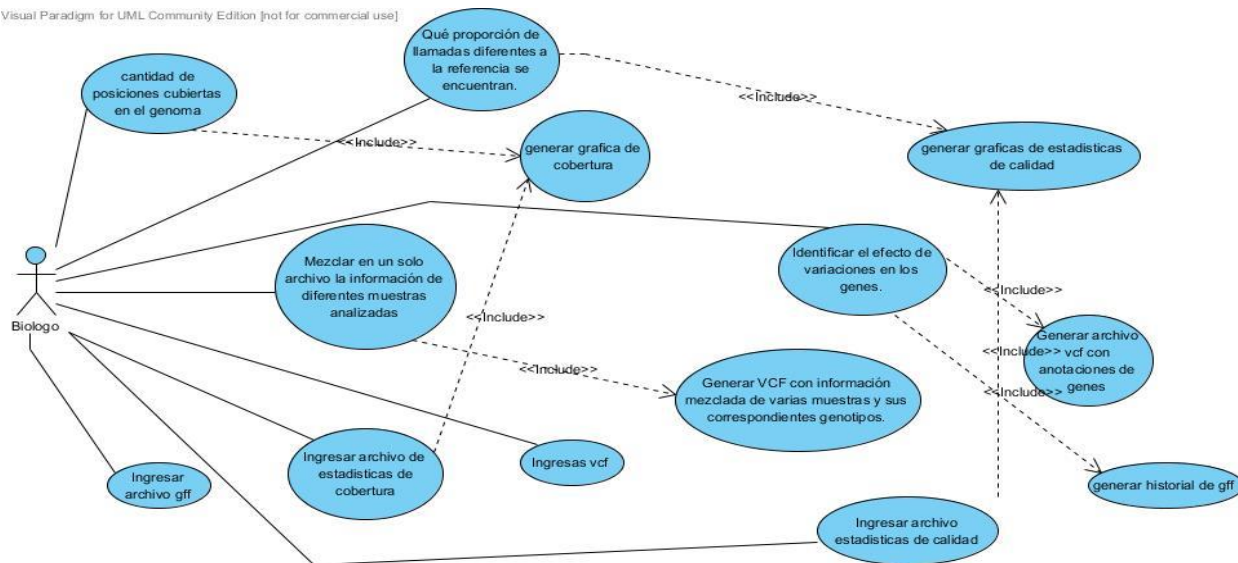 Visual Paradigm for UML Community Edition [not for commercial use]
Qué proporción de
llamadas diferentes a
la referencia se
encuentran.
cantidad de
posiciones cubiertas
en el genoma
<<Include>>
<<Include>>
generar grafica de
cobertura
generar graficas de estadisticas
de calidad
Mezclar en un solo
archivo la información de
diferentes muestras
analizadas
Identificar el efecto de
variaciones en los
genes.
<<Include>>
<<Include>>
Biologo
<<Include>>
Generar archivo
vcf con
anotaciones de
genes
<<Include>>
Generar VCF con información
mezclada de varias muestras y sus
correspondientes genotipos.
<<Include>>
Ingresar archivo de
estadisticas de
cobertura
Ingresas vcf
Ingresar
archivo gff
generar historial de gff
Ingresar archivo
estadisticas de calidad